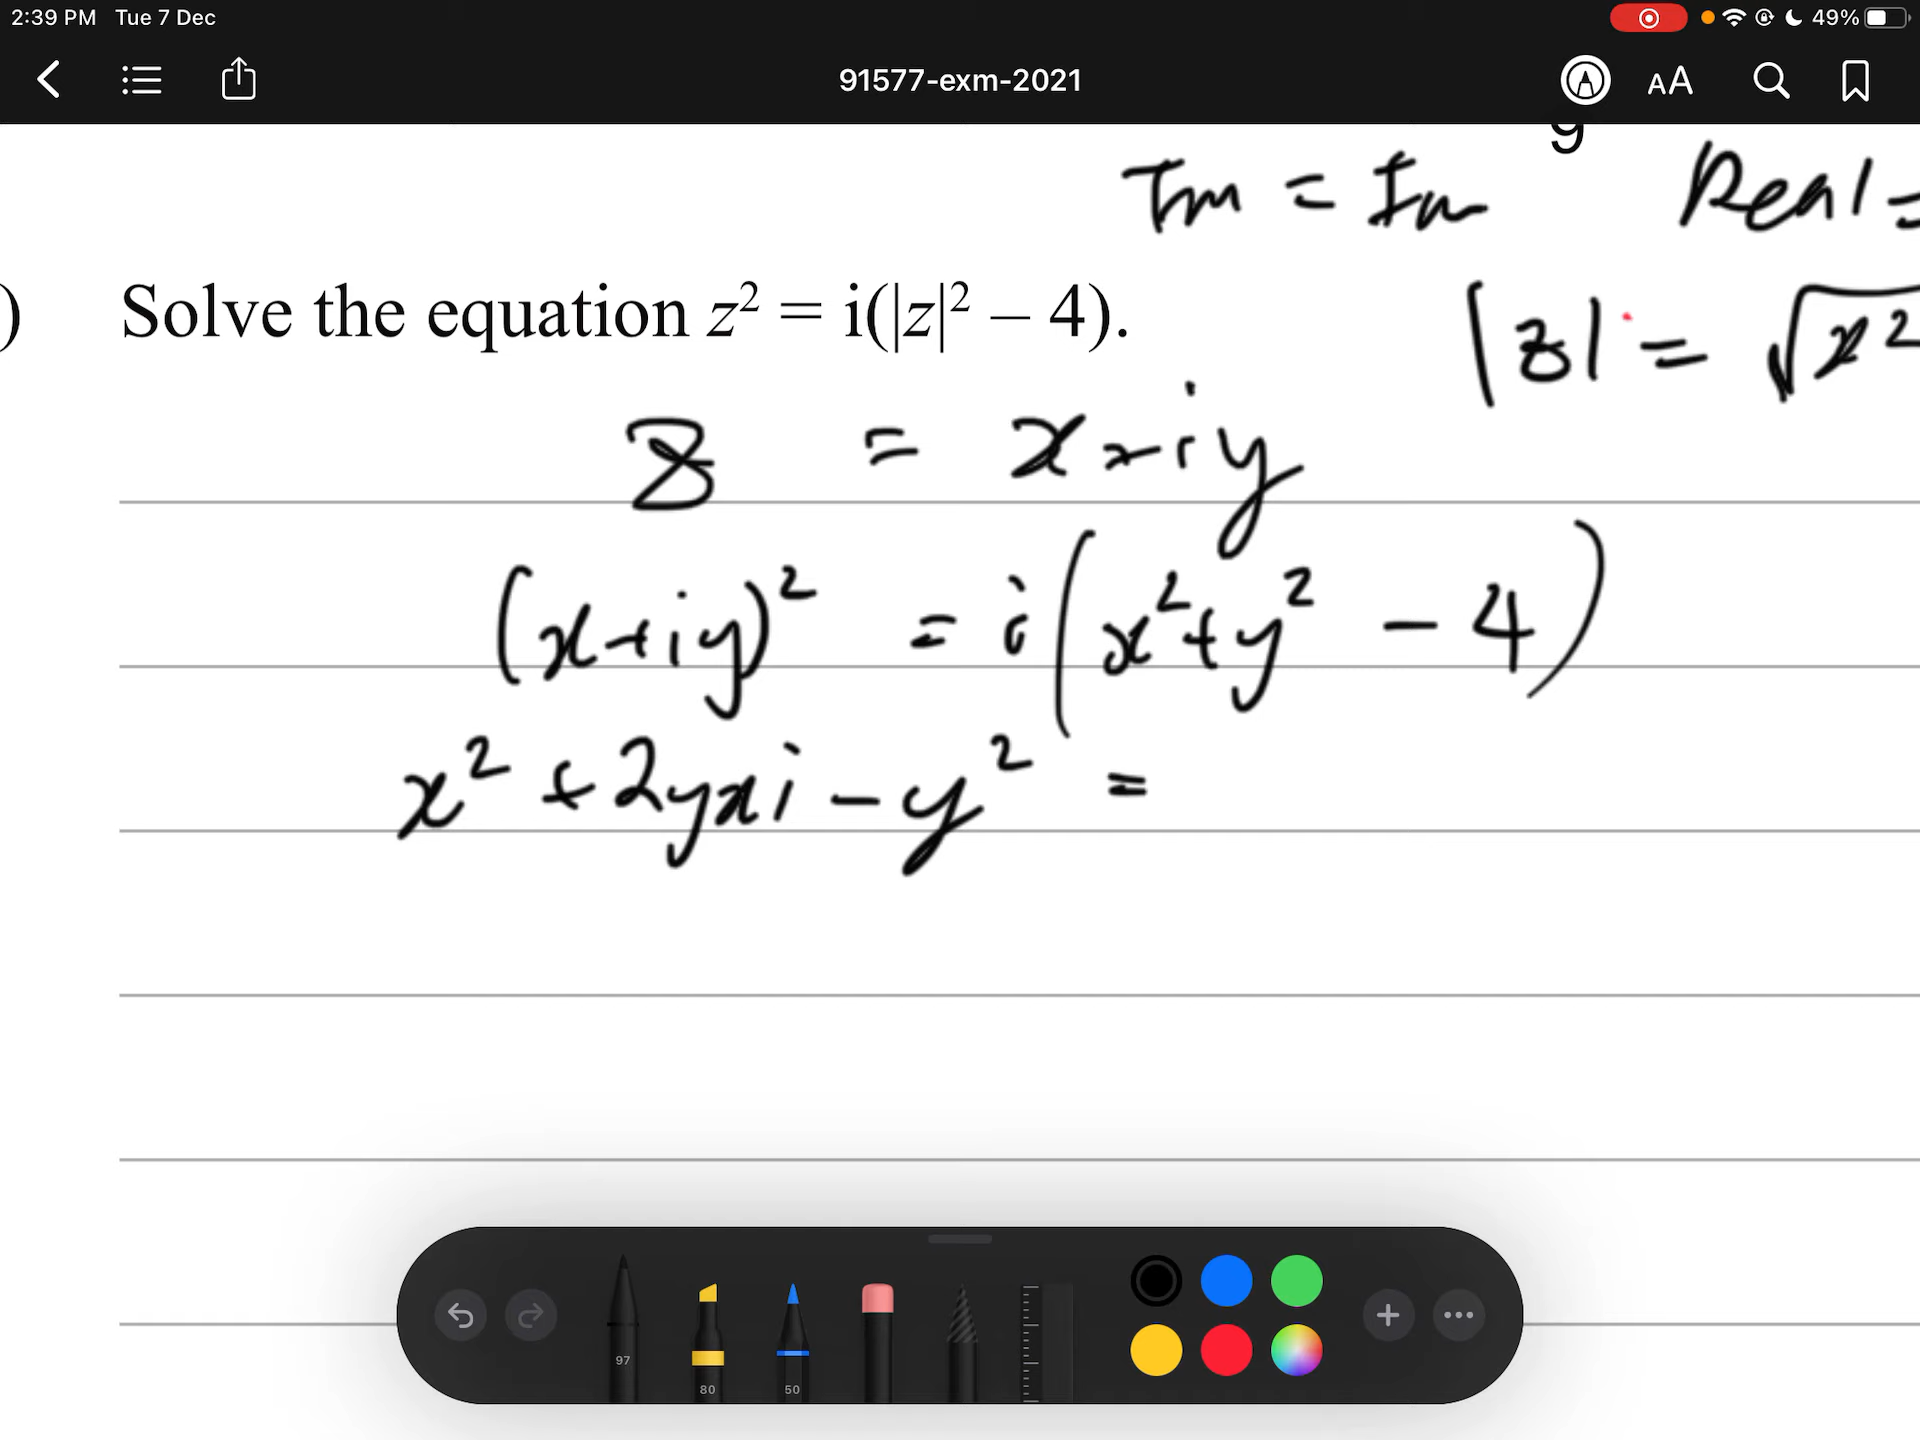 2:39 PM Tue 7 Dec 49%
91577-exm-2021
AA
9
Im = Im Real =
) Solve the equation z² = i(|z|² – 4).
|z| = √x²
z = x + iy
(x+iy)² = i(x²+y² - 4)
x² + 2yxi - y² =
97 80 50